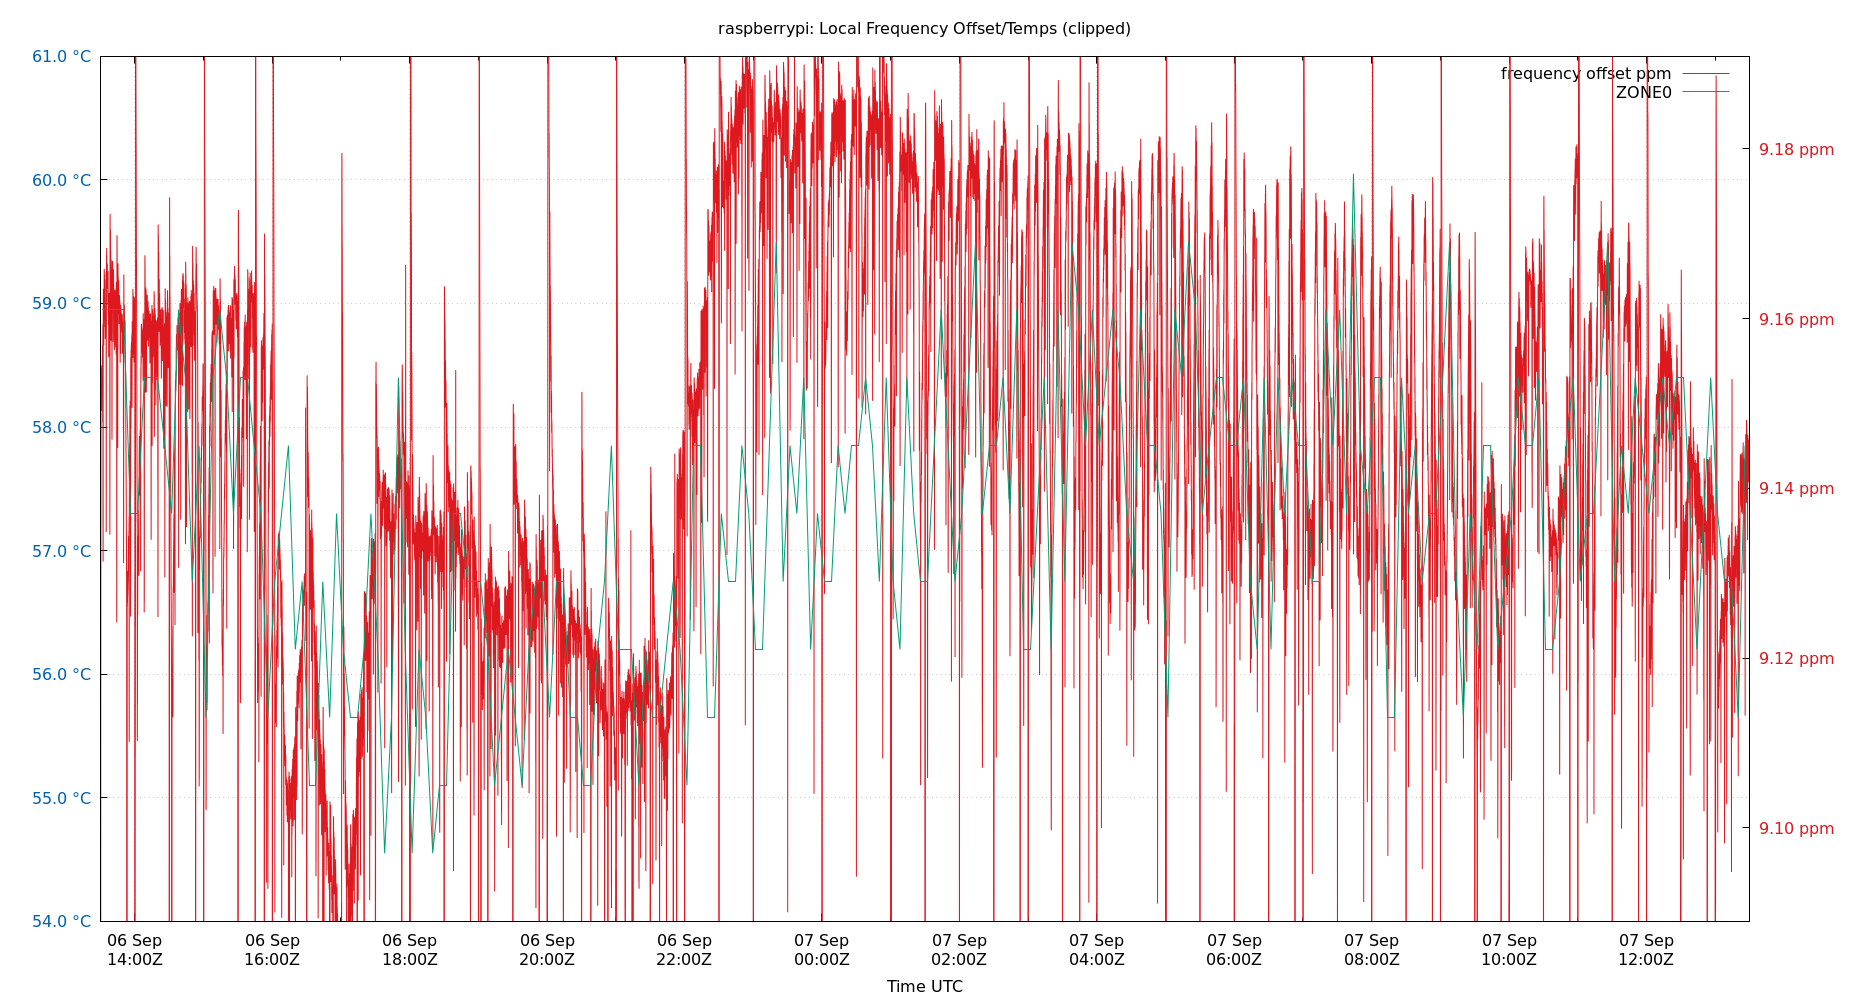 raspberrypi: Local Frequency Offset/Temps (clipped)
61.0 °C
60.0 °C
59.0 °C
58.0 °C
57.0 °C
56.0 °C
55.0 °C
54.0 °C
frequency offset ppm
ZONE0
9.18 ppm
9.16 ppm
9.14 ppm
9.12 ppm
9.10 ppm
06 Sep
14:00Z
06 Sep
16:00Z
06 Sep
18:00Z
06 Sep
20:00Z
06 Sep
22:00Z
07 Sep
00:00Z
07 Sep
02:00Z
07 Sep
04:00Z
07 Sep
06:00Z
07 Sep
08:00Z
07 Sep
10:00Z
07 Sep
12:00Z
Time UTC